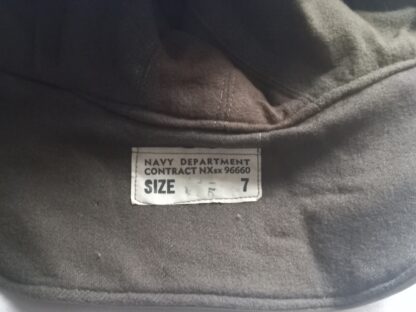 NAVY DEPARTMENT
CONTRACT NXsx 96660
SIZE 7